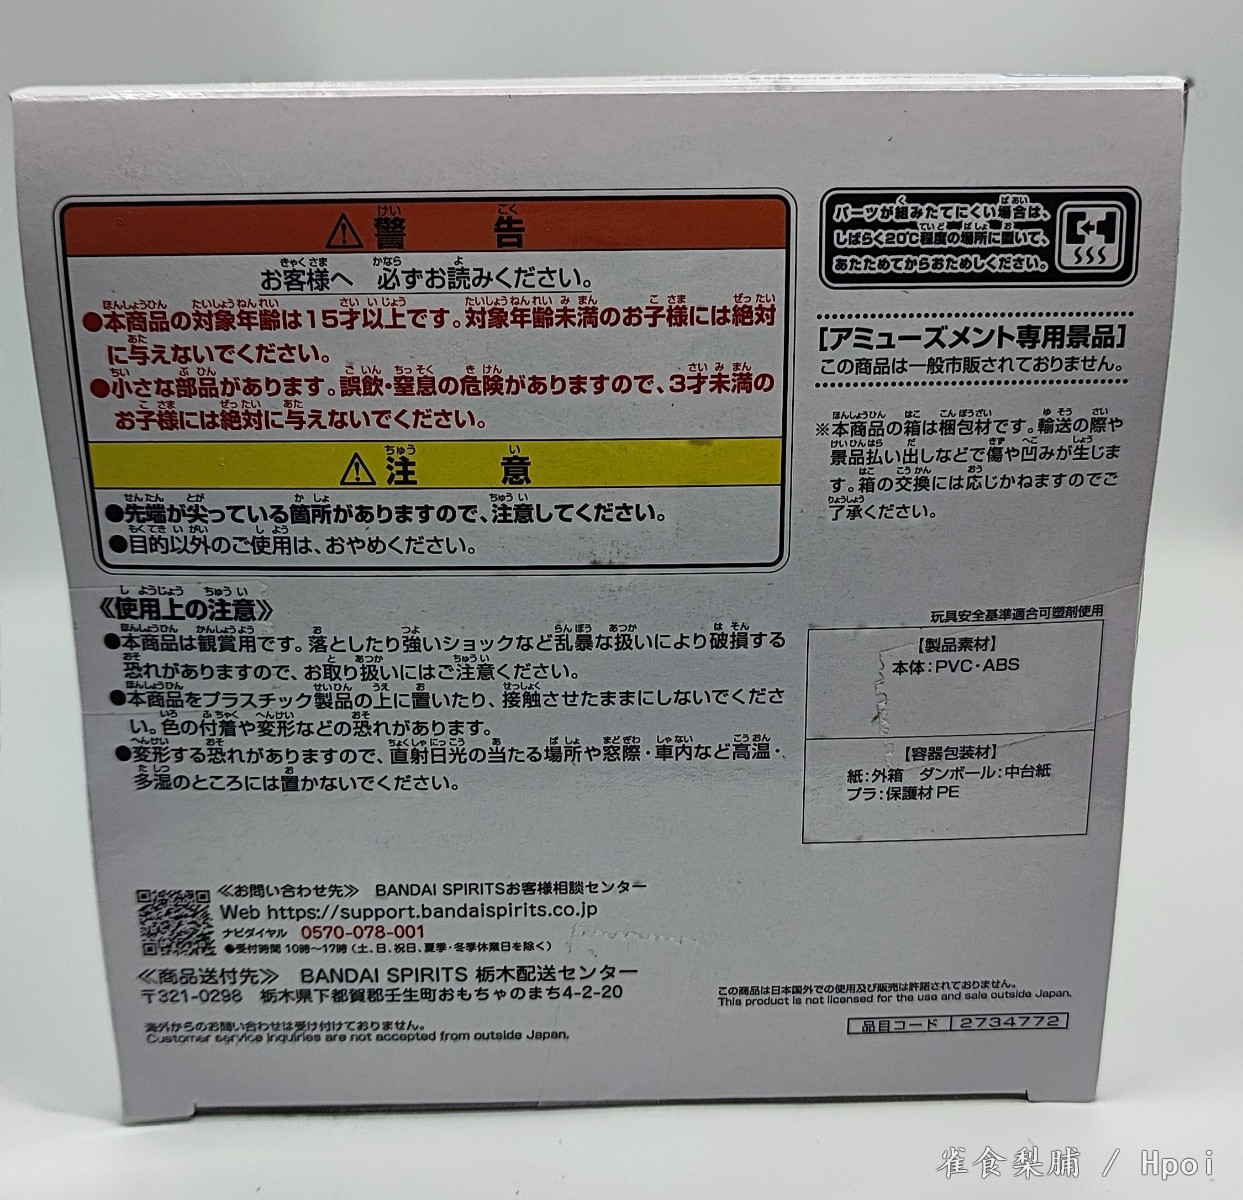 ⚠警告
お客様へ 必ずお読みください。
●本商品の対象年齢は15才以上です。対象年齢未満のお子様には絶対
に与えないでください。
●小さな部品があります。誤飲・窒息の危険がありますので、3才未満の
お子様には絶対に与えないでください。
⚠注意
●先端が尖っている箇所がありますので、注意してください。
●目的以外のご使用は、おやめください。
《使用上の注意》
●本商品は観賞用です。落としたり強いショックなど乱暴な扱いにより破損する
恐れがありますので、お取り扱いにはご注意ください。
●本商品をプラスチック製品の上に置いたり、接触させたままにしないでくださ
い。色の付着や変形などの恐れがあります。
●変形する恐れがありますので、直射日光の当たる場所や窓際・車内など高温・
多湿のところには置かないでください。
パーツが組みたてにくい場合は、
しばらく20℃程度の場所に置いて、
あたためてからおためしください。
[アミューズメント専用景品]
この商品は一般市販されておりません。
※本商品の箱は梱包材です。輸送の際や
景品払い出しなどで傷や凹みが生じま
す。箱の交換には応じかねますのでご
了承ください。
玩具安全基準適合可塑剤使用
【製品素材】
本体:PVC・ABS
【容器包装材】
紙:外箱 ダンボール:中台紙
プラ:保護材PE
≪お問い合わせ先≫ BANDAI SPIRITSお客様相談センター
Web https://support.bandaispirits.co.jp
ナビダイヤル 0570-078-001
●受付時間 10時~17時(土、日、祝日、夏季・冬季休業日を除く)
≪商品送付先≫ BANDAI SPIRITS 栃木配送センター
〒321-0298 栃木県下都賀郡壬生町おもちゃのまち4-2-20
海外からのお問い合わせは受け付けておりません。
Customer service inquiries are not accepted from outside Japan.
この商品は日本国外での使用及び販売は許諾されておりません。
This product is not licensed for the use and sale outside Japan.
品目コード 2734772
雀食梨脯 / Hpoi